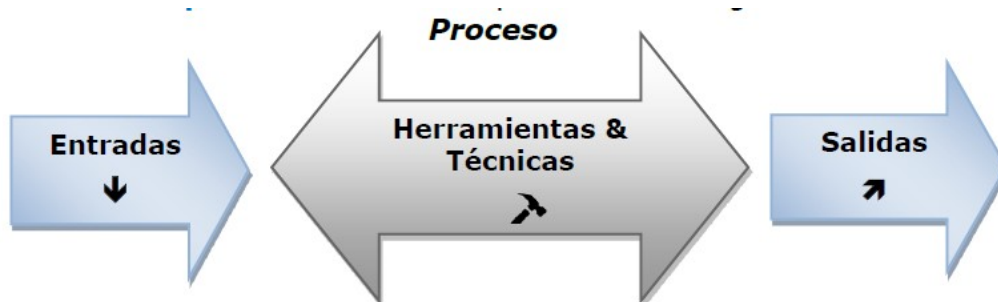 Proceso
Entradas
Herramientas &
Técnicas
Salidas